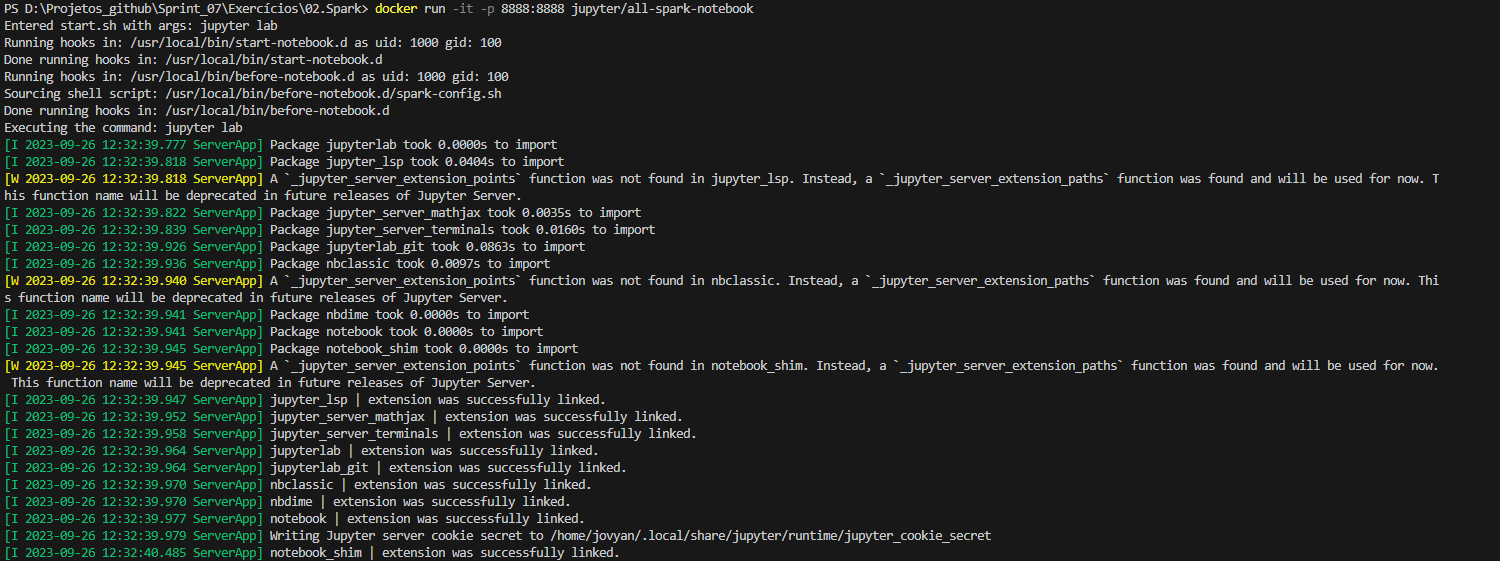 PS D:\Projetos_github\Sprint_07\Exercícios\02.Spark> docker run -it -p 8888:8888 jupyter/all-spark-notebook
Entered start.sh with args: jupyter lab
Running hooks in: /usr/local/bin/start-notebook.d as uid: 1000 gid: 100
Done running hooks in: /usr/local/bin/start-notebook.d
Running hooks in: /usr/local/bin/before-notebook.d as uid: 1000 gid: 100
Sourcing shell script: /usr/local/bin/before-notebook.d/spark-config.sh
Done running hooks in: /usr/local/bin/before-notebook.d
Executing the command: jupyter lab
[I 2023-09-26 12:32:39.777 ServerApp] Package jupyterlab took 0.0000s to import
[I 2023-09-26 12:32:39.818 ServerApp] Package jupyter_lsp took 0.0404s to import
[W 2023-09-26 12:32:39.818 ServerApp] A `_jupyter_server_extension_points` function was not found in jupyter_lsp. Instead, a `_jupyter_server_extension_paths` function was found and will be used for now. T
his function name will be deprecated in future releases of Jupyter Server.
[I 2023-09-26 12:32:39.822 ServerApp] Package jupyter_server_mathjax took 0.0035s to import
[I 2023-09-26 12:32:39.839 ServerApp] Package jupyter_server_terminals took 0.0160s to import
[I 2023-09-26 12:32:39.926 ServerApp] Package jupyterlab_git took 0.0863s to import
[I 2023-09-26 12:32:39.936 ServerApp] Package nbclassic took 0.0097s to import
[W 2023-09-26 12:32:39.940 ServerApp] A `_jupyter_server_extension_points` function was not found in nbclassic. Instead, a `_jupyter_server_extension_paths` function was found and will be used for now. Thi
s function name will be deprecated in future releases of Jupyter Server.
[I 2023-09-26 12:32:39.941 ServerApp] Package nbdime took 0.0000s to import
[I 2023-09-26 12:32:39.941 ServerApp] Package notebook took 0.0000s to import
[I 2023-09-26 12:32:39.945 ServerApp] Package notebook_shim took 0.0000s to import
[W 2023-09-26 12:32:39.945 ServerApp] A `_jupyter_server_extension_points` function was not found in notebook_shim. Instead, a `_jupyter_server_extension_paths` function was found and will be used for now.
 This function name will be deprecated in future releases of Jupyter Server.
[I 2023-09-26 12:32:39.947 ServerApp] jupyter_lsp | extension was successfully linked.
[I 2023-09-26 12:32:39.952 ServerApp] jupyter_server_mathjax | extension was successfully linked.
[I 2023-09-26 12:32:39.958 ServerApp] jupyter_server_terminals | extension was successfully linked.
[I 2023-09-26 12:32:39.964 ServerApp] jupyterlab | extension was successfully linked.
[I 2023-09-26 12:32:39.964 ServerApp] jupyterlab_git | extension was successfully linked.
[I 2023-09-26 12:32:39.970 ServerApp] nbclassic | extension was successfully linked.
[I 2023-09-26 12:32:39.970 ServerApp] nbdime | extension was successfully linked.
[I 2023-09-26 12:32:39.977 ServerApp] notebook | extension was successfully linked.
[I 2023-09-26 12:32:39.979 ServerApp] Writing Jupyter server cookie secret to /home/jovyan/.local/share/jupyter/runtime/jupyter_cookie_secret
[I 2023-09-26 12:32:40.485 ServerApp] notebook_shim | extension was successfully linked.